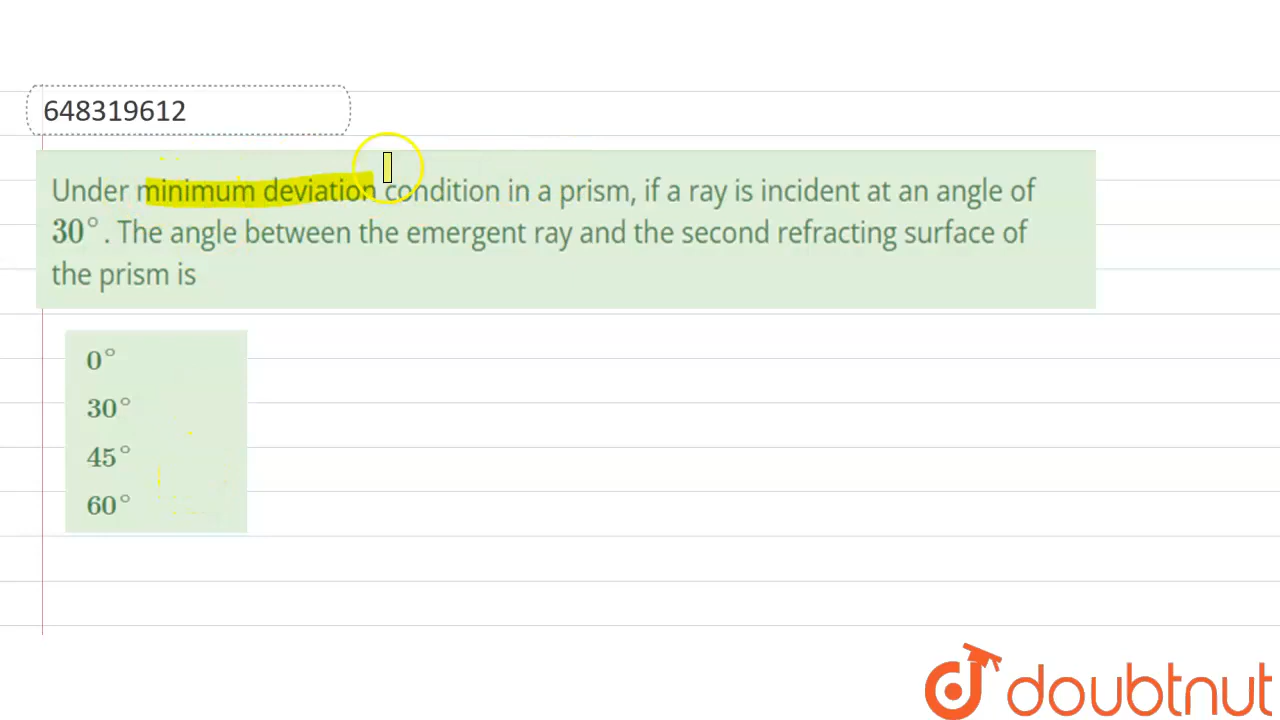 648319612
Under minimum deviation condition in a prism, if a ray is incident at an angle of
30°. The angle between the emergent ray and the second refracting surface of
the prism is
0°
30°
45°
60°
doubtnut